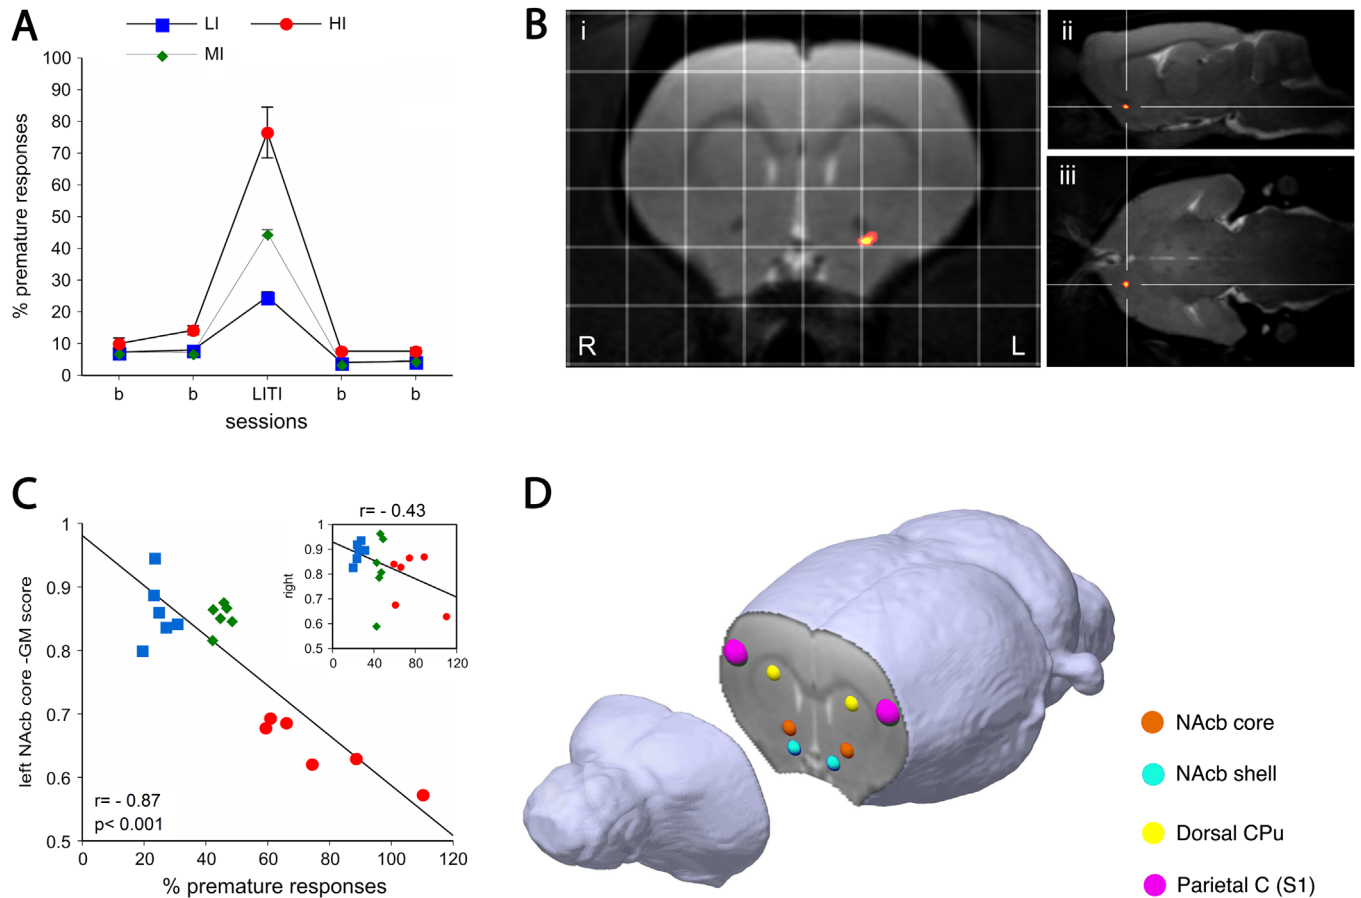 A
LI
HI
MI
100
90
80
70
60
50
40
30
20
10
0
% premature responses
b
b
LITI
b
b
sessions
B
i
R
L
ii
iii
C
1
0.9
0.8
0.7
0.6
0.5
left NAcb core -GM score
r= - 0.87
p< 0.001
0
20
40
60
80
100
120
% premature responses
r= - 0.43
1
0.9
0.8
0.7
0.6
0.5
right
0
40
80
120
D
NAcb core
NAcb shell
Dorsal CPu
Parietal C (S1)